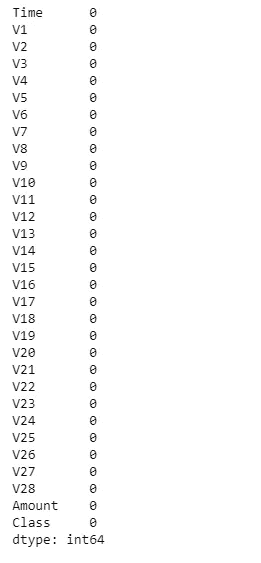 Time 0
V1 0
V2 0
V3 0
V4 0
V5 0
V6 0
V7 0
V8 0
V9 0
V10 0
V11 0
V12 0
V13 0
V14 0
V15 0
V16 0
V17 0
V18 0
V19 0
V20 0
V21 0
V22 0
V23 0
V24 0
V25 0
V26 0
V27 0
V28 0
Amount 0
Class 0
dtype: int64